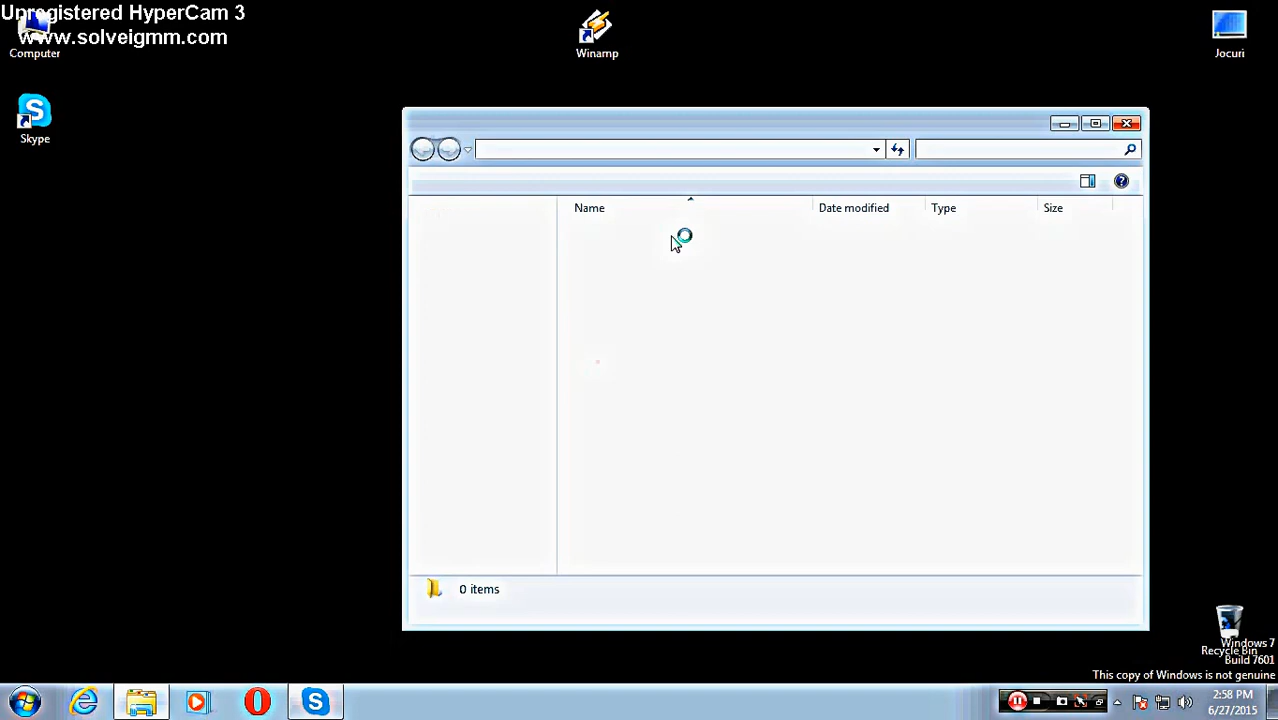 Unregistered HyperCam 3
www.solveigmm.com
Computer
Winamp
Jocuri
Skype
Name
Date modified
Type
Size
0 items
Recycle Bin
Windows 7
Build 7601
This copy of Windows is not genuine
2:58 PM
6/27/2015